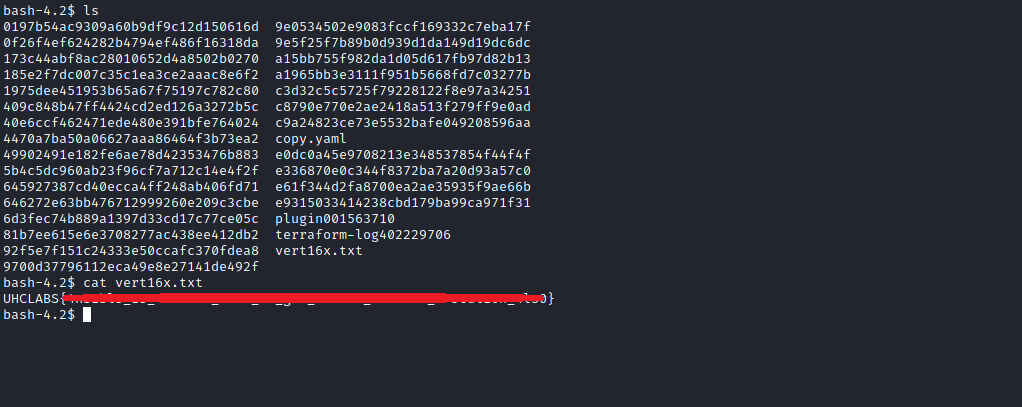 bash-4.2$ ls
0197b54ac9309a60b9df9c12d150616d 9e0534502e9083fccf169332c7eba17f
0f26f4ef624282b4794ef486f16318da 9e5f25f7b89b0d939d1da149d19dc6dc
173c44abf8ac28010652d4a8502b0270 a15bb755f982da1d05d617fb97d82b13
185e2f7dc007c35c1ea3ce2aaac8e6f2 a1965bb3e3111f951b5668fd7c03277b
1975dee451953b65a67f75197c782c80 c3d32c5c5725f79228122f8e97a34251
409c848b47ff4424cd2ed126a3272b5c c8790e770e2ae2418a513f279ff9e0ad
40e6ccf462471ede480e391bfe764024 c9a24823ce73e5532bafe049208596aa
4470a7ba50a06627aaa86464f3b73ea2 copy.yaml
49902491e182fe6ae78d42353476b883 e0dc0a45e9708213e348537854f44f4f
5b4c5dc960ab23f96cf7a712c14e4f2f e336870e0c344f8372ba7a20d93a57c0
645927387cd40ecca4ff248ab406fd71 e61f344d2fa8700ea2ae35935f9ae66b
646272e63bb476712999260e209c3cbe e9315033414238cbd179ba99ca971f31
6d3fec74b889a1397d33cd17c77ce05c plugin001563710
81b7ee615e6e3708277ac438ee412db2 terraform-log402229706
92f5e7f151c24333e50ccafc370fdea8 vert16x.txt
9700d37796112eca49e8e27141de492f
bash-4.2$ cat vert16x.txt
UHCLABS{
bash-4.2$